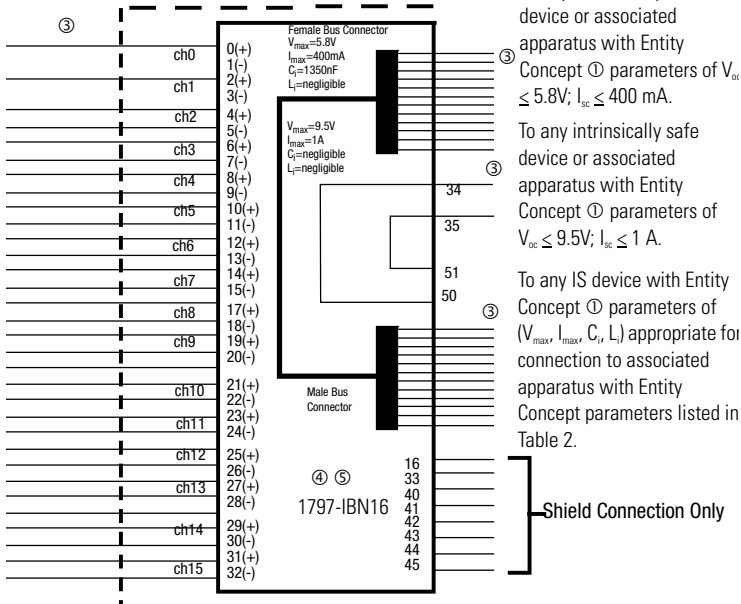 ③
ch0
ch1
ch2
ch3
ch4
ch5
ch6
ch7
ch8
ch9
ch10
ch11
ch12
ch13
ch14
ch15
0(+)
1(-)
2(+)
3(-)
4(+)
5(-)
6(+)
7(-)
8(+)
9(-)
10(+)
11(-)
12(+)
13(-)
14(+)
15(-)
17(+)
18(-)
19(+)
20(-)
21(+)
22(-)
23(+)
24(-)
25(+)
26(-)
27(+)
28(-)
29(+)
30(-)
31(+)
32(-)
Female Bus Connector
Vmax=5.8V
Imax=400mA
Ci=1350nF
Li=negligible
Vmax=9.5V
Imax=1A
Ci=negligible
Li=negligible
Male Bus
Connector
④ ⑤
1797-IBN16
34
35
51
50
16
33
40
41
42
43
44
45
③
device or associated
apparatus with Entity
Concept ① parameters of Voc
≤ 5.8V; Isc ≤ 400 mA.
③
To any intrinsically safe
device or associated
apparatus with Entity
Concept ① parameters of
Voc ≤ 9.5V; Isc ≤ 1 A.
③
To any IS device with Entity
Concept ① parameters of
(Vmax, Imax, Ci, Li) appropriate for
connection to associated
apparatus with Entity
Concept parameters listed in
Table 2.
Shield Connection Only